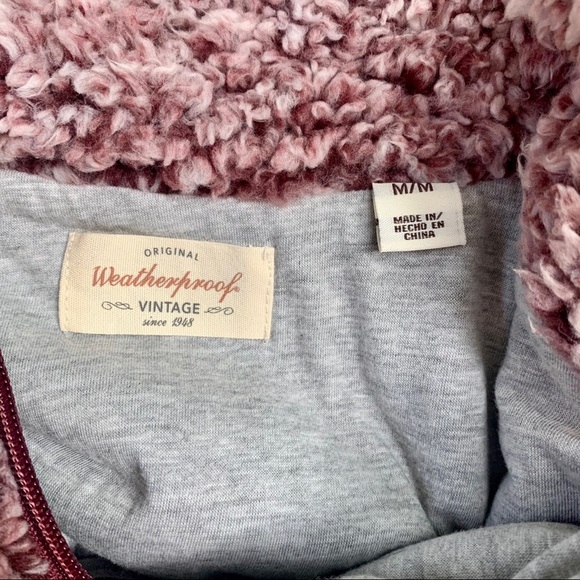 ORIGINAL
Weatherproof®
VINTAGE
since 1948
M/M
MADE IN/
HECHO EN
CHINA